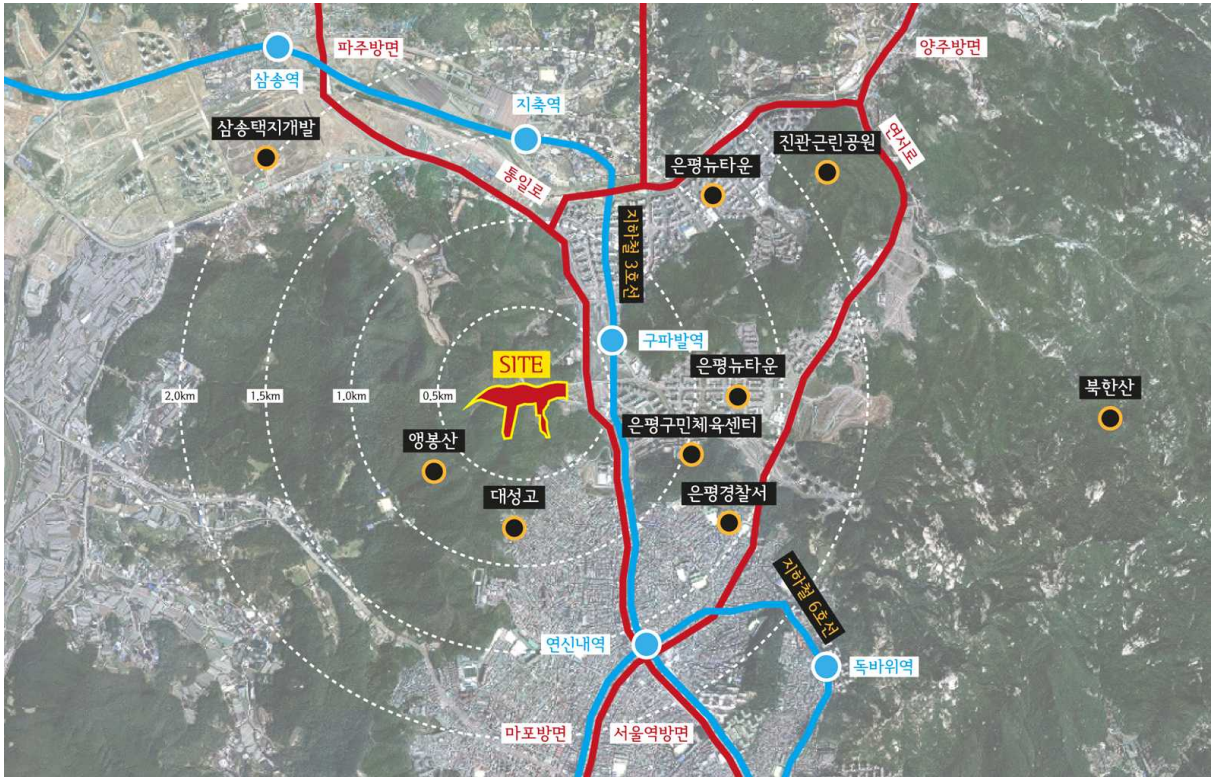 파주방면
양주방면
삼송역
지축역
삼송택지개발
진관근린공원
연서로
은평뉴타운
통일로
지하철 3호선
구파발역
SITE
은평뉴타운
북한산
2.0km
1.5km
1.0km
0.5km
은평구민체육센터
앵봉산
대성고
은평경찰서
지하철 6호선
연신내역
독바위역
마포방면
서울역방면